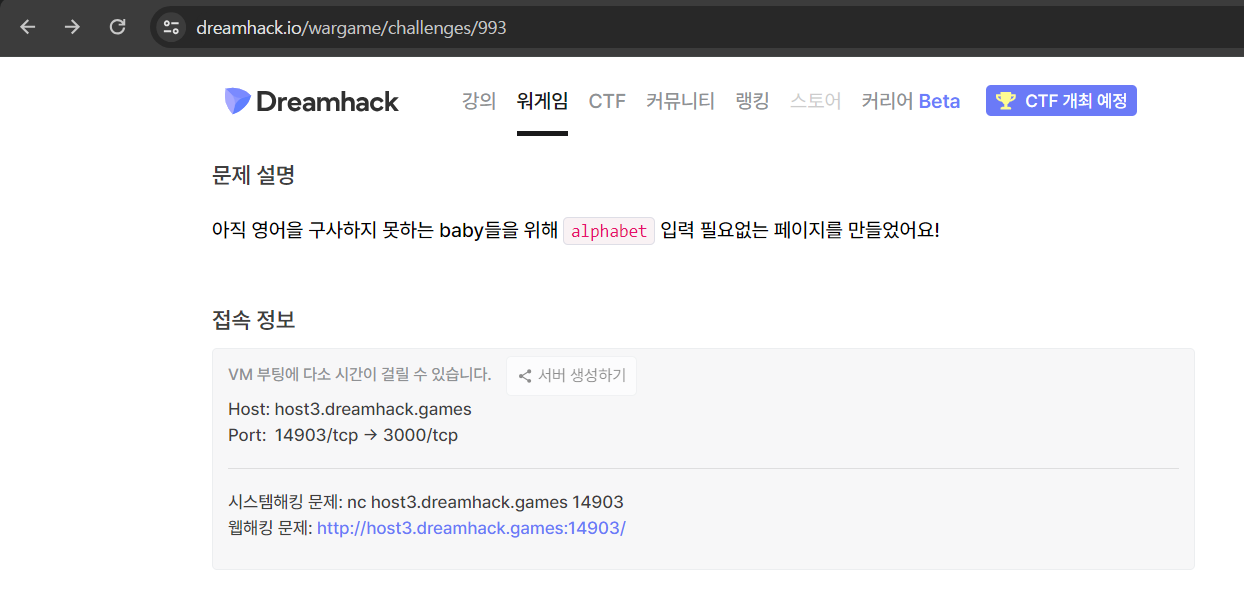 dreamhack.io/wargame/challenges/993
Dreamhack 강의 워게임 CTF 커뮤니티 랭킹 스토어 커리어 Beta CTF 개최 예정
문제 설명
아직 영어을 구사하지 못하는 baby들을 위해 alphabet 입력 필요없는 페이지를 만들었어요!
접속 정보
VM 부팅에 다소 시간이 걸릴 수 있습니다. 서버 생성하기
Host: host3.dreamhack.games
Port: 14903/tcp → 3000/tcp
시스템해킹 문제: nc host3.dreamhack.games 14903
웹해킹 문제: http://host3.dreamhack.games:14903/